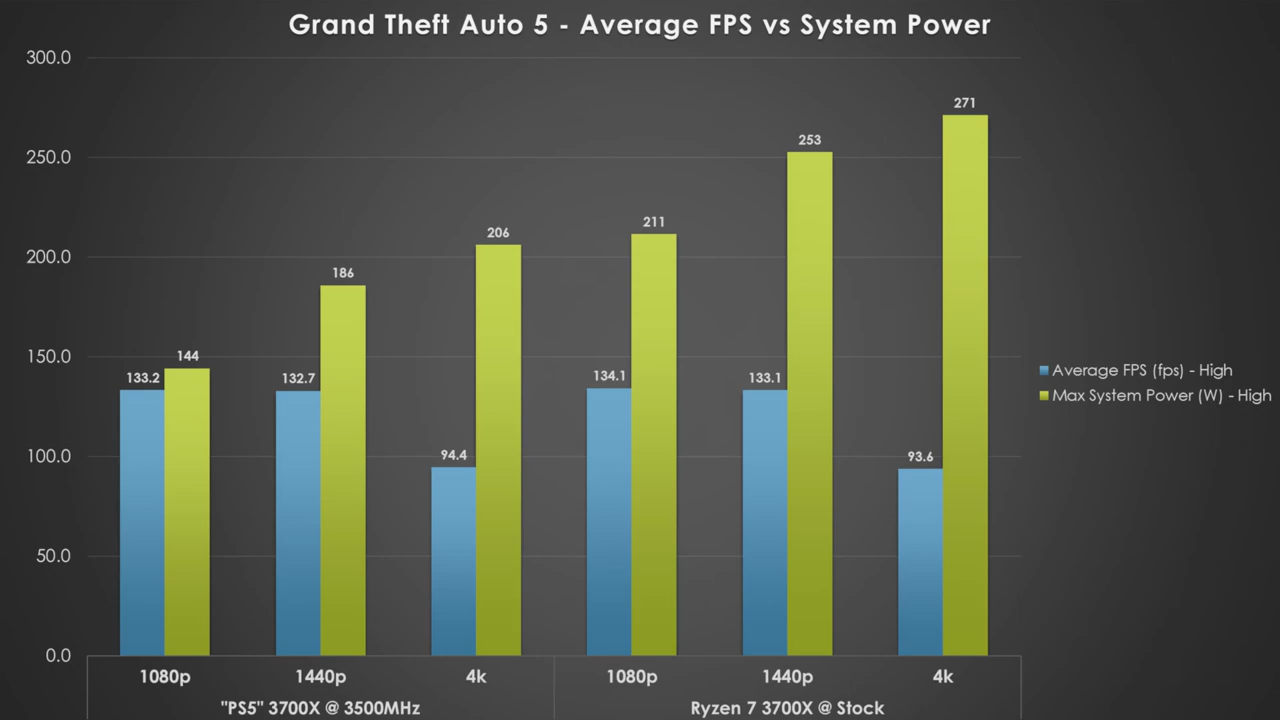 Grand Theft Auto 5 - Average FPS vs System Power
300.0
250.0
200.0
150.0
100.0
50.0
0.0
133.2
144
132.7
186
94.4
206
134.1
211
133.1
253
93.6
271
1080p
1440p
4k
1080p
1440p
4k
"PS5" 3700X @ 3500MHz
Ryzen 7 3700X @ Stock
Average FPS (fps) - High
Max System Power (W) - High